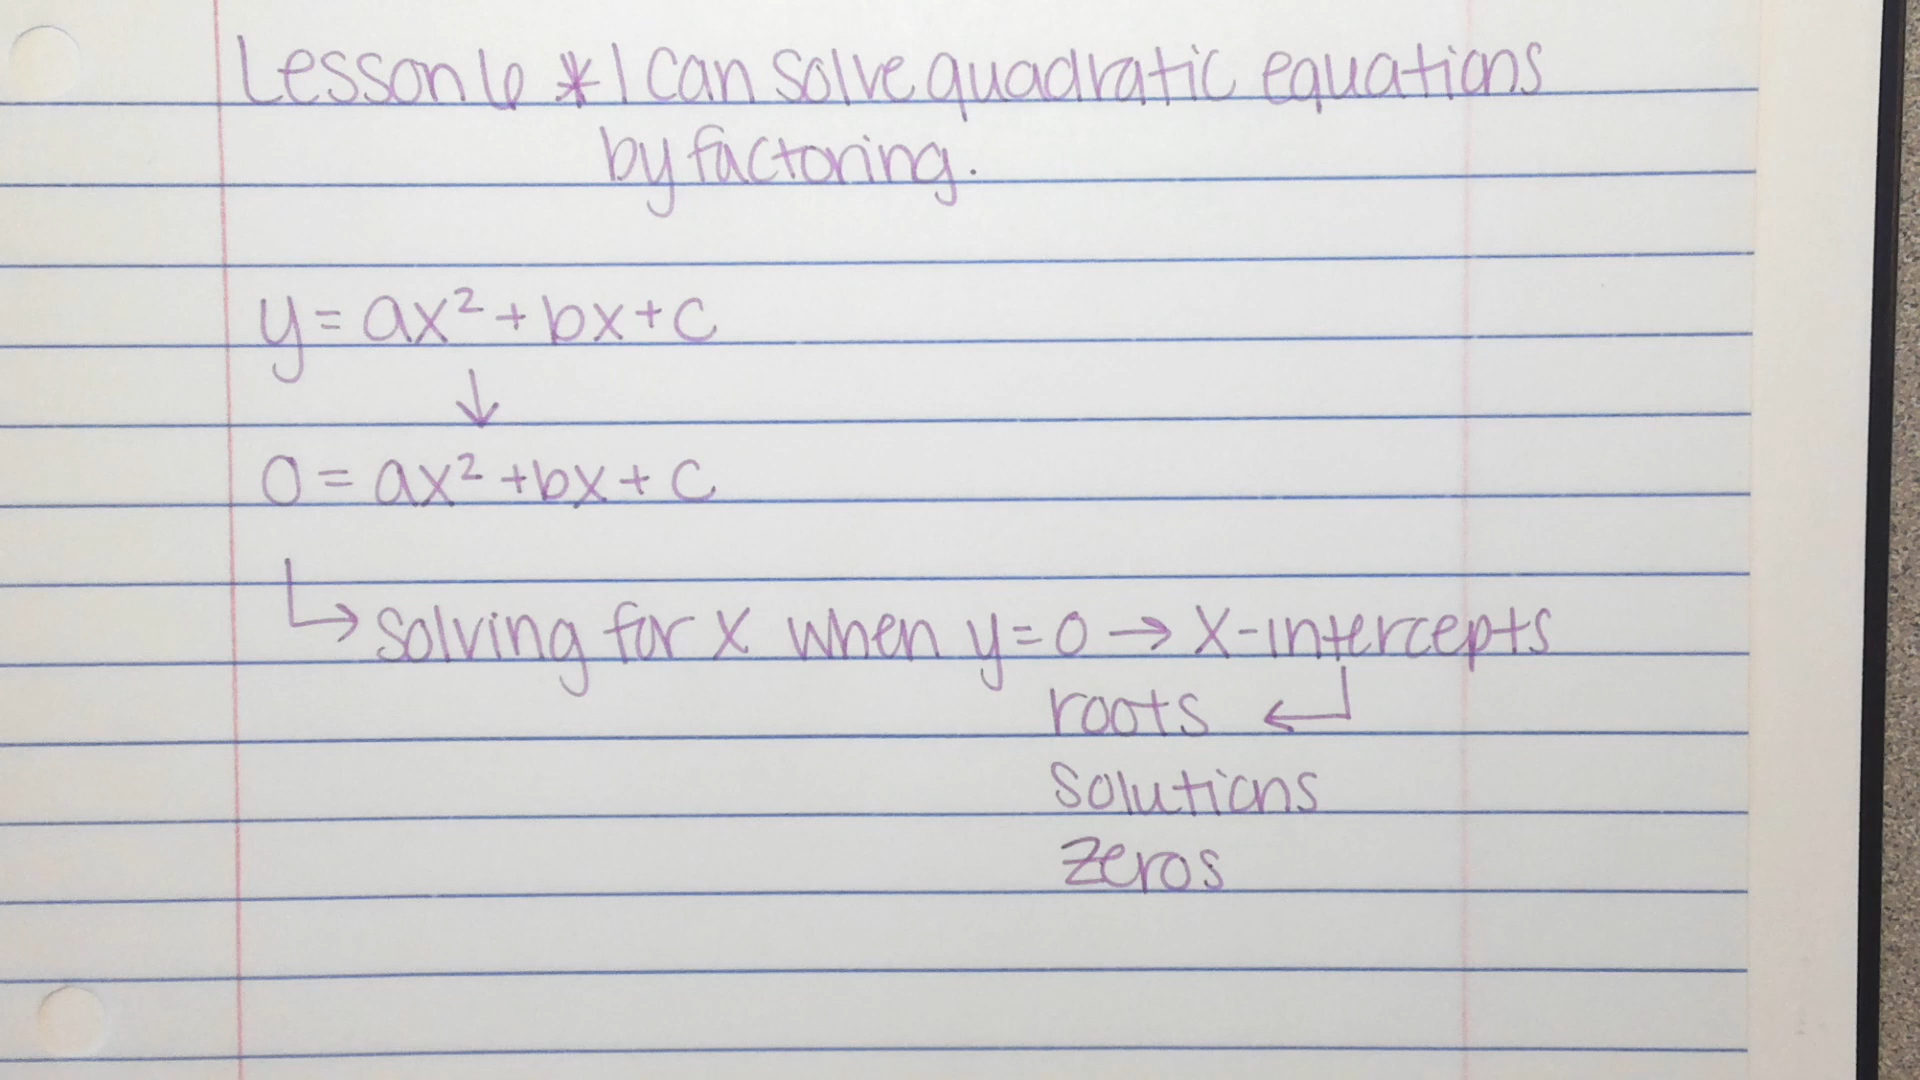 Lesson 6 * I can solve quadratic equations
by factoring.
y = ax² + bx + c
↓
0 = ax² + bx + c
↳ solving for x when y = 0 → x-intercepts
roots ↵
solutions
zeros